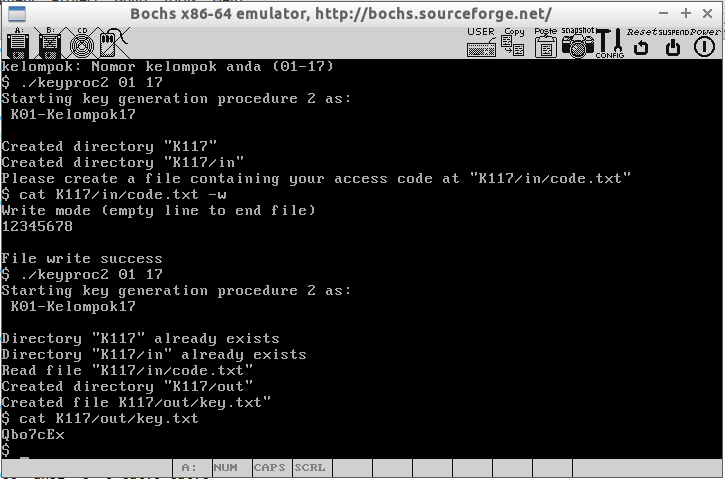 Bochs x86-64 emulator, http://bochs.sourceforge.net/
A: B: CD USER Copy Paste snapshot CONFIG Reset SUSPEND Power
kelompok: Nomor kelompok anda (01-17)
$ ./keyproc2 01 17
Starting key generation procedure 2 as:
K01-Kelompok17
Created directory "K117"
Created directory "K117/in"
Please create a file containing your access code at "K117/in/code.txt"
$ cat K117/in/code.txt -w
Write mode (empty line to end file)
12345678
File write success
$ ./keyproc2 01 17
Starting key generation procedure 2 as:
K01-Kelompok17
Directory "K117" already exists
Directory "K117/in" already exists
Read file "K117/in/code.txt"
Created directory "K117/out"
Created file K117/out/key.txt"
$ cat K117/out/key.txt
Qbo7cEx
$ _
A: NUM CAPS SCRL